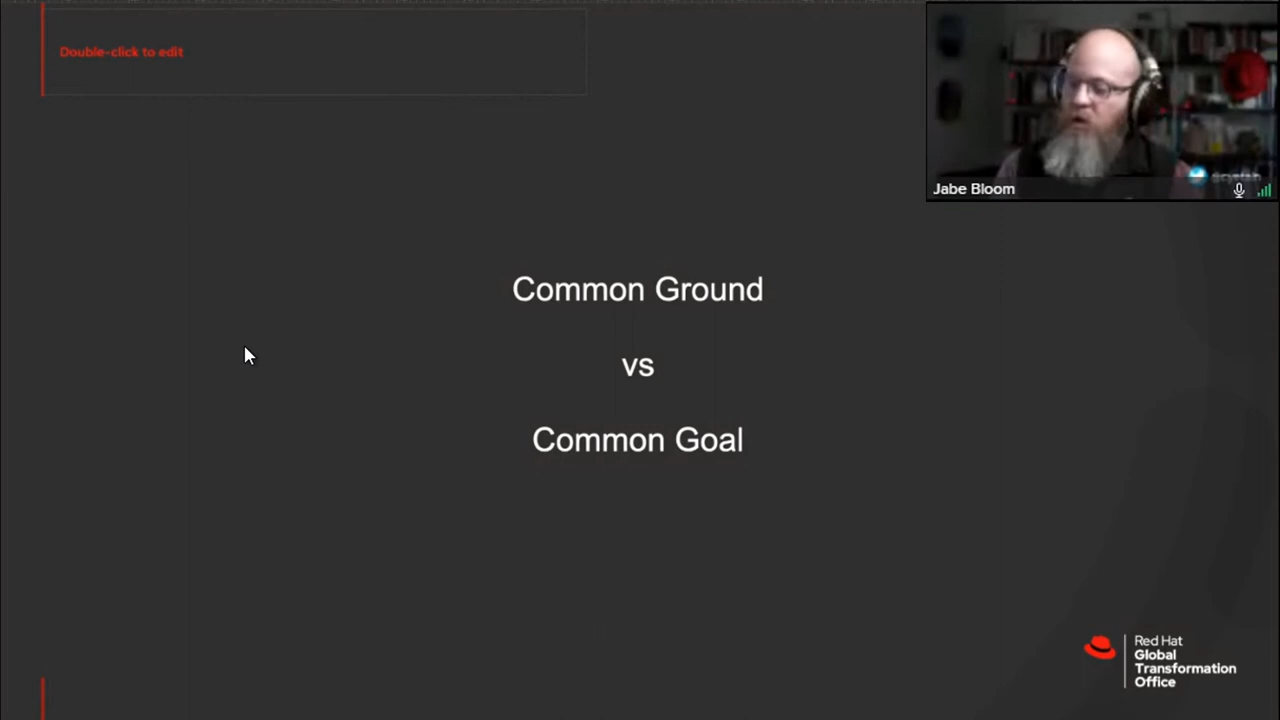 Double-click to edit
Jabe Bloom
Common Ground
vs
Common Goal
Red Hat
Global
Transformation
Office